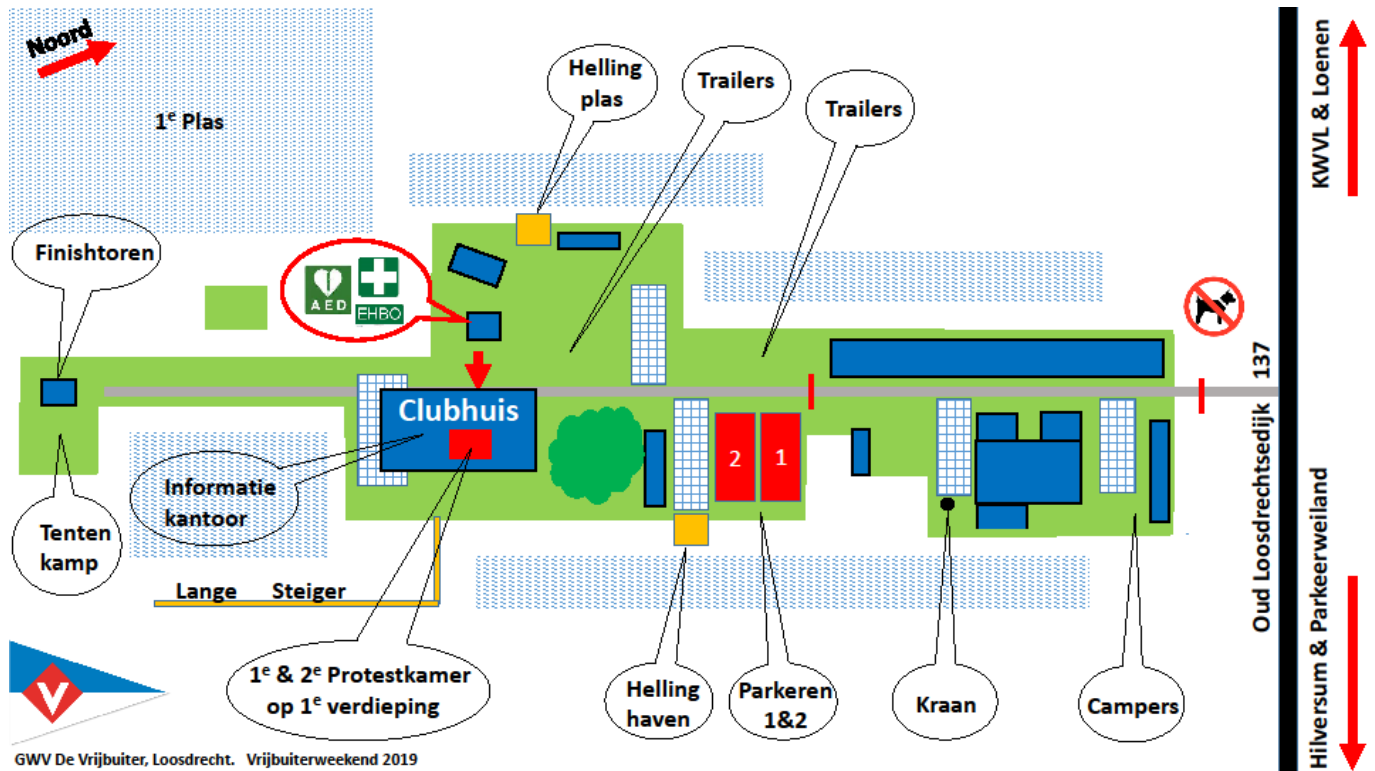 Noord
1e Plas
Helling
plas
Trailers
Trailers
KWVL & Loenen
Finishtoren
AED
EHBO
137
Oud Loosdrechtsedijk
Clubhuis
2
1
Informatie
kantoor
Tenten
kamp
Lange Steiger
1e & 2e Protestkamer
op 1e verdieping
Helling
haven
Parkeren
1&2
Kraan
Campers
Hilversum & Parkeerweiland
V
GWV De Vrijbuiter, Loosdrecht. Vrijbuiterweekend 2019